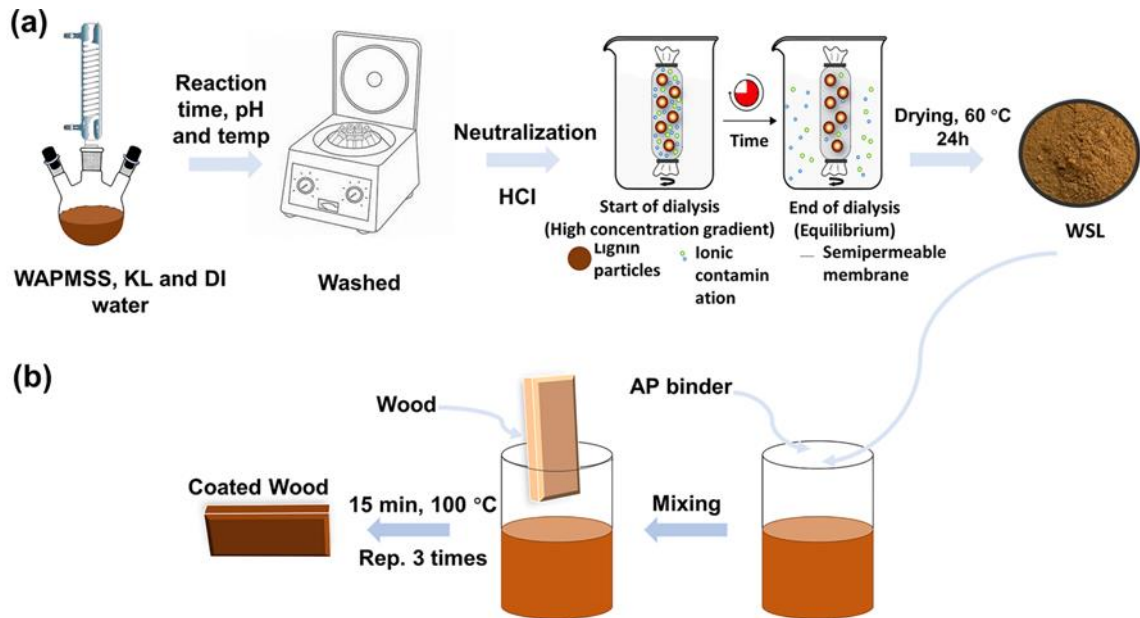 (a)
Reaction
time, pH
and temp
WAPMSS, KL and DI
water
Washed
Neutralization
HCl
Start of dialysis
(High concentration gradient)
Time
End of dialysis
(Equilibrium)
Lignin
particles
Ionic
contamin
ation
Semipermeable
membrane
Drying, 60 °C
24h
WSL
(b)
Wood
AP binder
Coated Wood
15 min, 100 °C
Rep. 3 times
Mixing